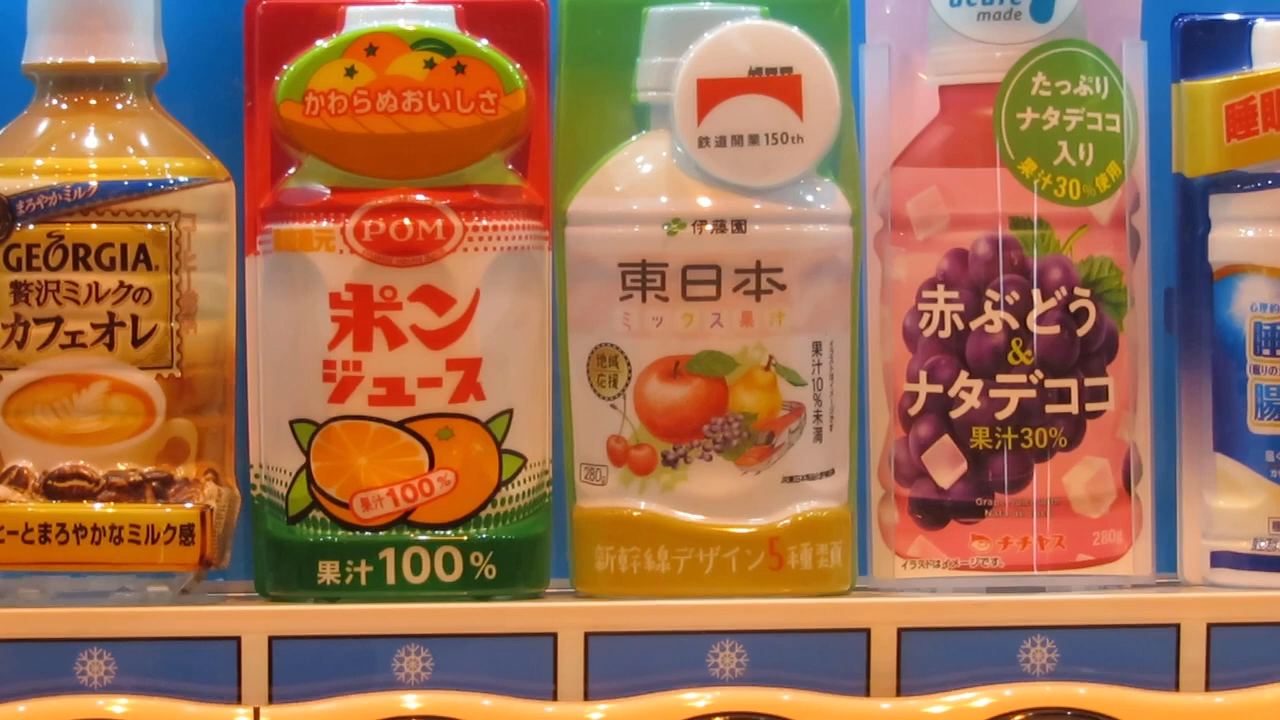 まろやかミルク
GEORGIA
贅沢ミルクの
カフェオレ
ーとまろやかなミルク感
かわらぬおいしさ
POM
ポン
ジュース
果汁100%
果汁100%
鉄道開業150th
伊藤園
東日本
ミックス果汁
地域
応援
果汁10%未満
280g
新幹線デザイン5種類
acure
made
たっぷり
ナタデココ
入り
果汁30%使用
赤ぶどう
&
ナタデココ
果汁30%
チチヤス
280g
イラストはイメージです。
睡眠